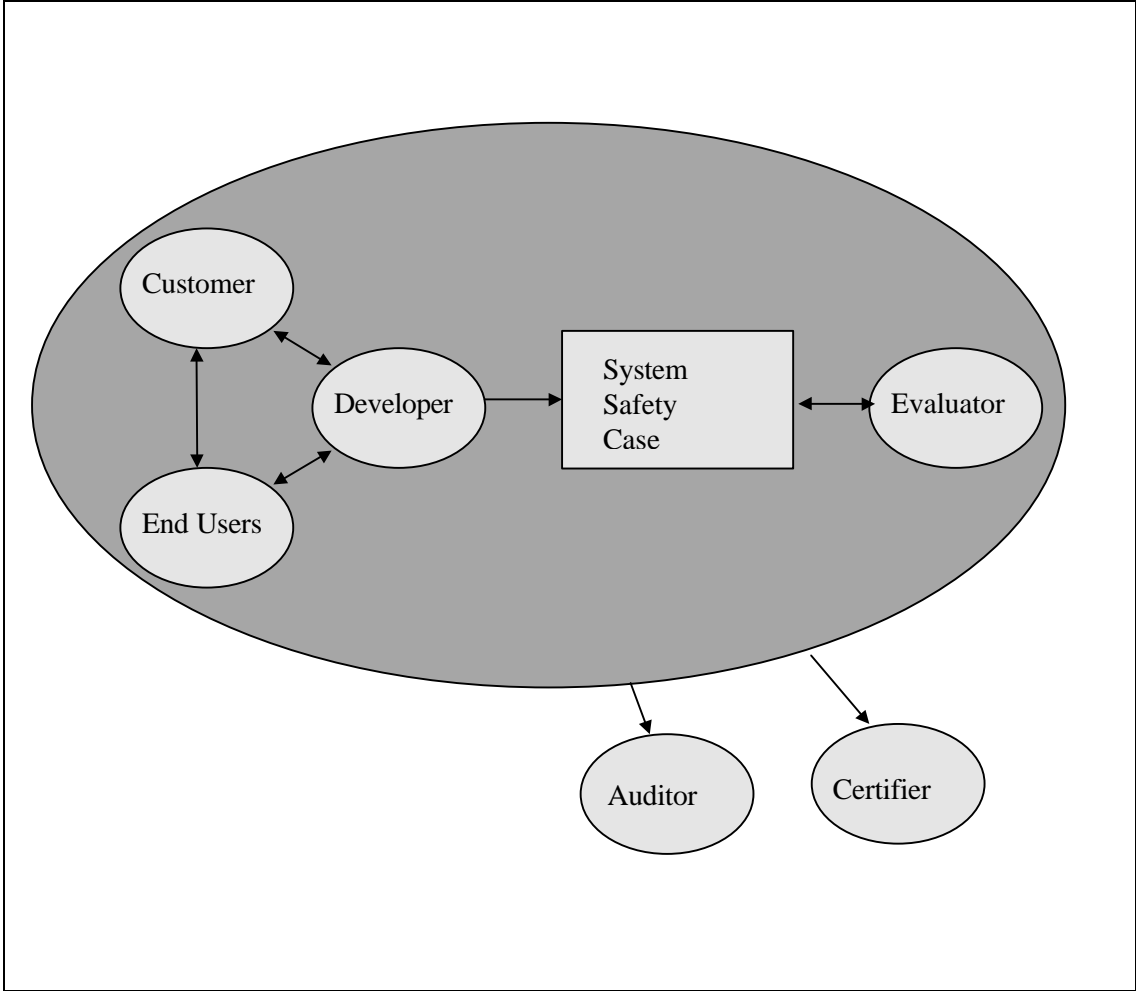 Customer
Developer
System
Safety
Case
Evaluator
End Users
Auditor
Certifier